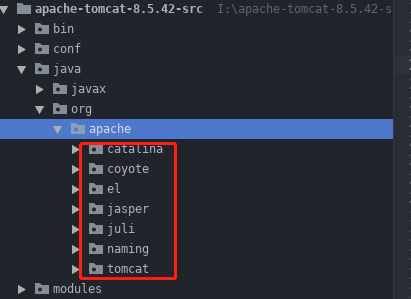 apache-tomcat-8.5.42-src I:\apache-tomcat-8.5.42-s
bin
conf
java
javax
org
apache
catalina
coyote
el
jasper
juli
naming
tomcat
modules